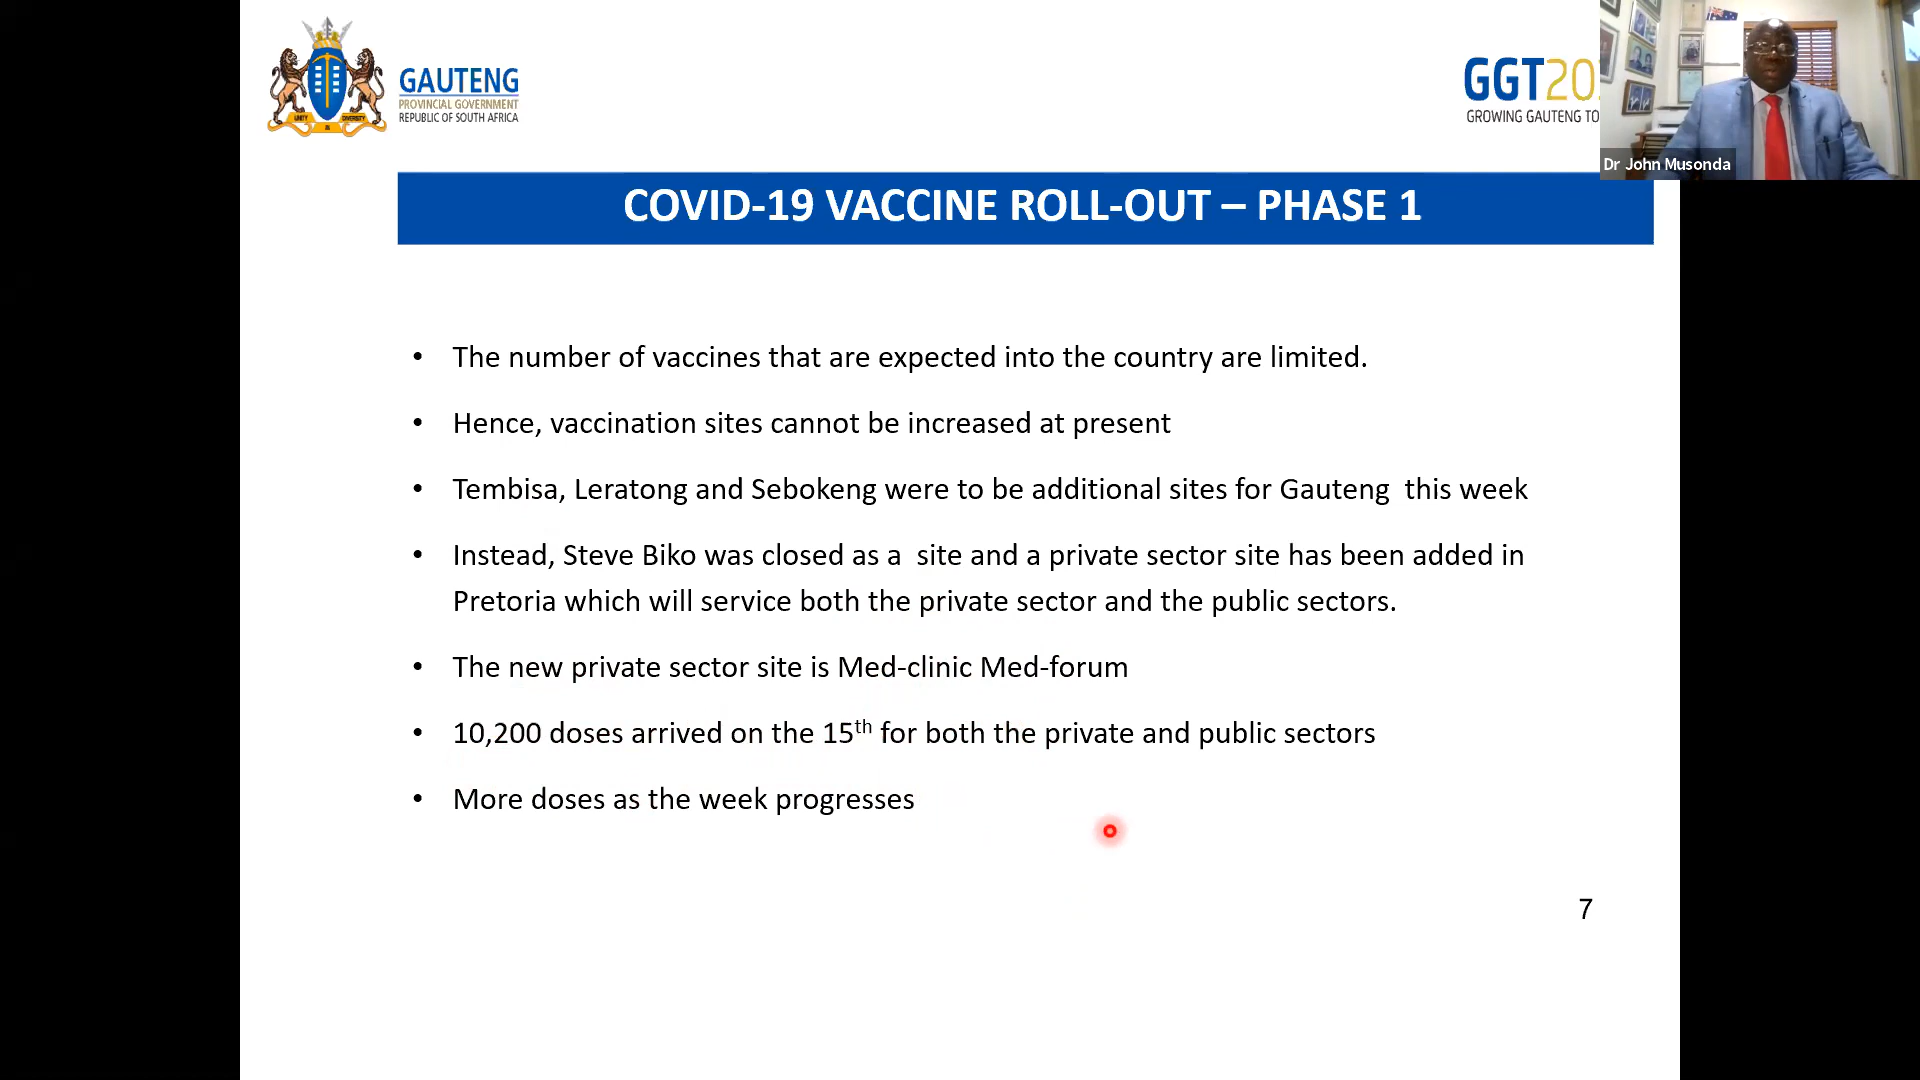 UNITY
IN
DIVERSITY
GAUTENG
PROVINCIAL GOVERNMENT
REPUBLIC OF SOUTH AFRICA
GGT20
GROWING GAUTENG TO
Dr John Musonda
COVID-19 VACCINE ROLL-OUT – PHASE 1
• The number of vaccines that are expected into the country are limited.
• Hence, vaccination sites cannot be increased at present
• Tembisa, Leratong and Sebokeng were to be additional sites for Gauteng  this week
• Instead, Steve Biko was closed as a  site and a private sector site has been added in
Pretoria which will service both the private sector and the public sectors.
• The new private sector site is Med-clinic Med-forum
• 10,200 doses arrived on the 15th for both the private and public sectors
• More doses as the week progresses
7